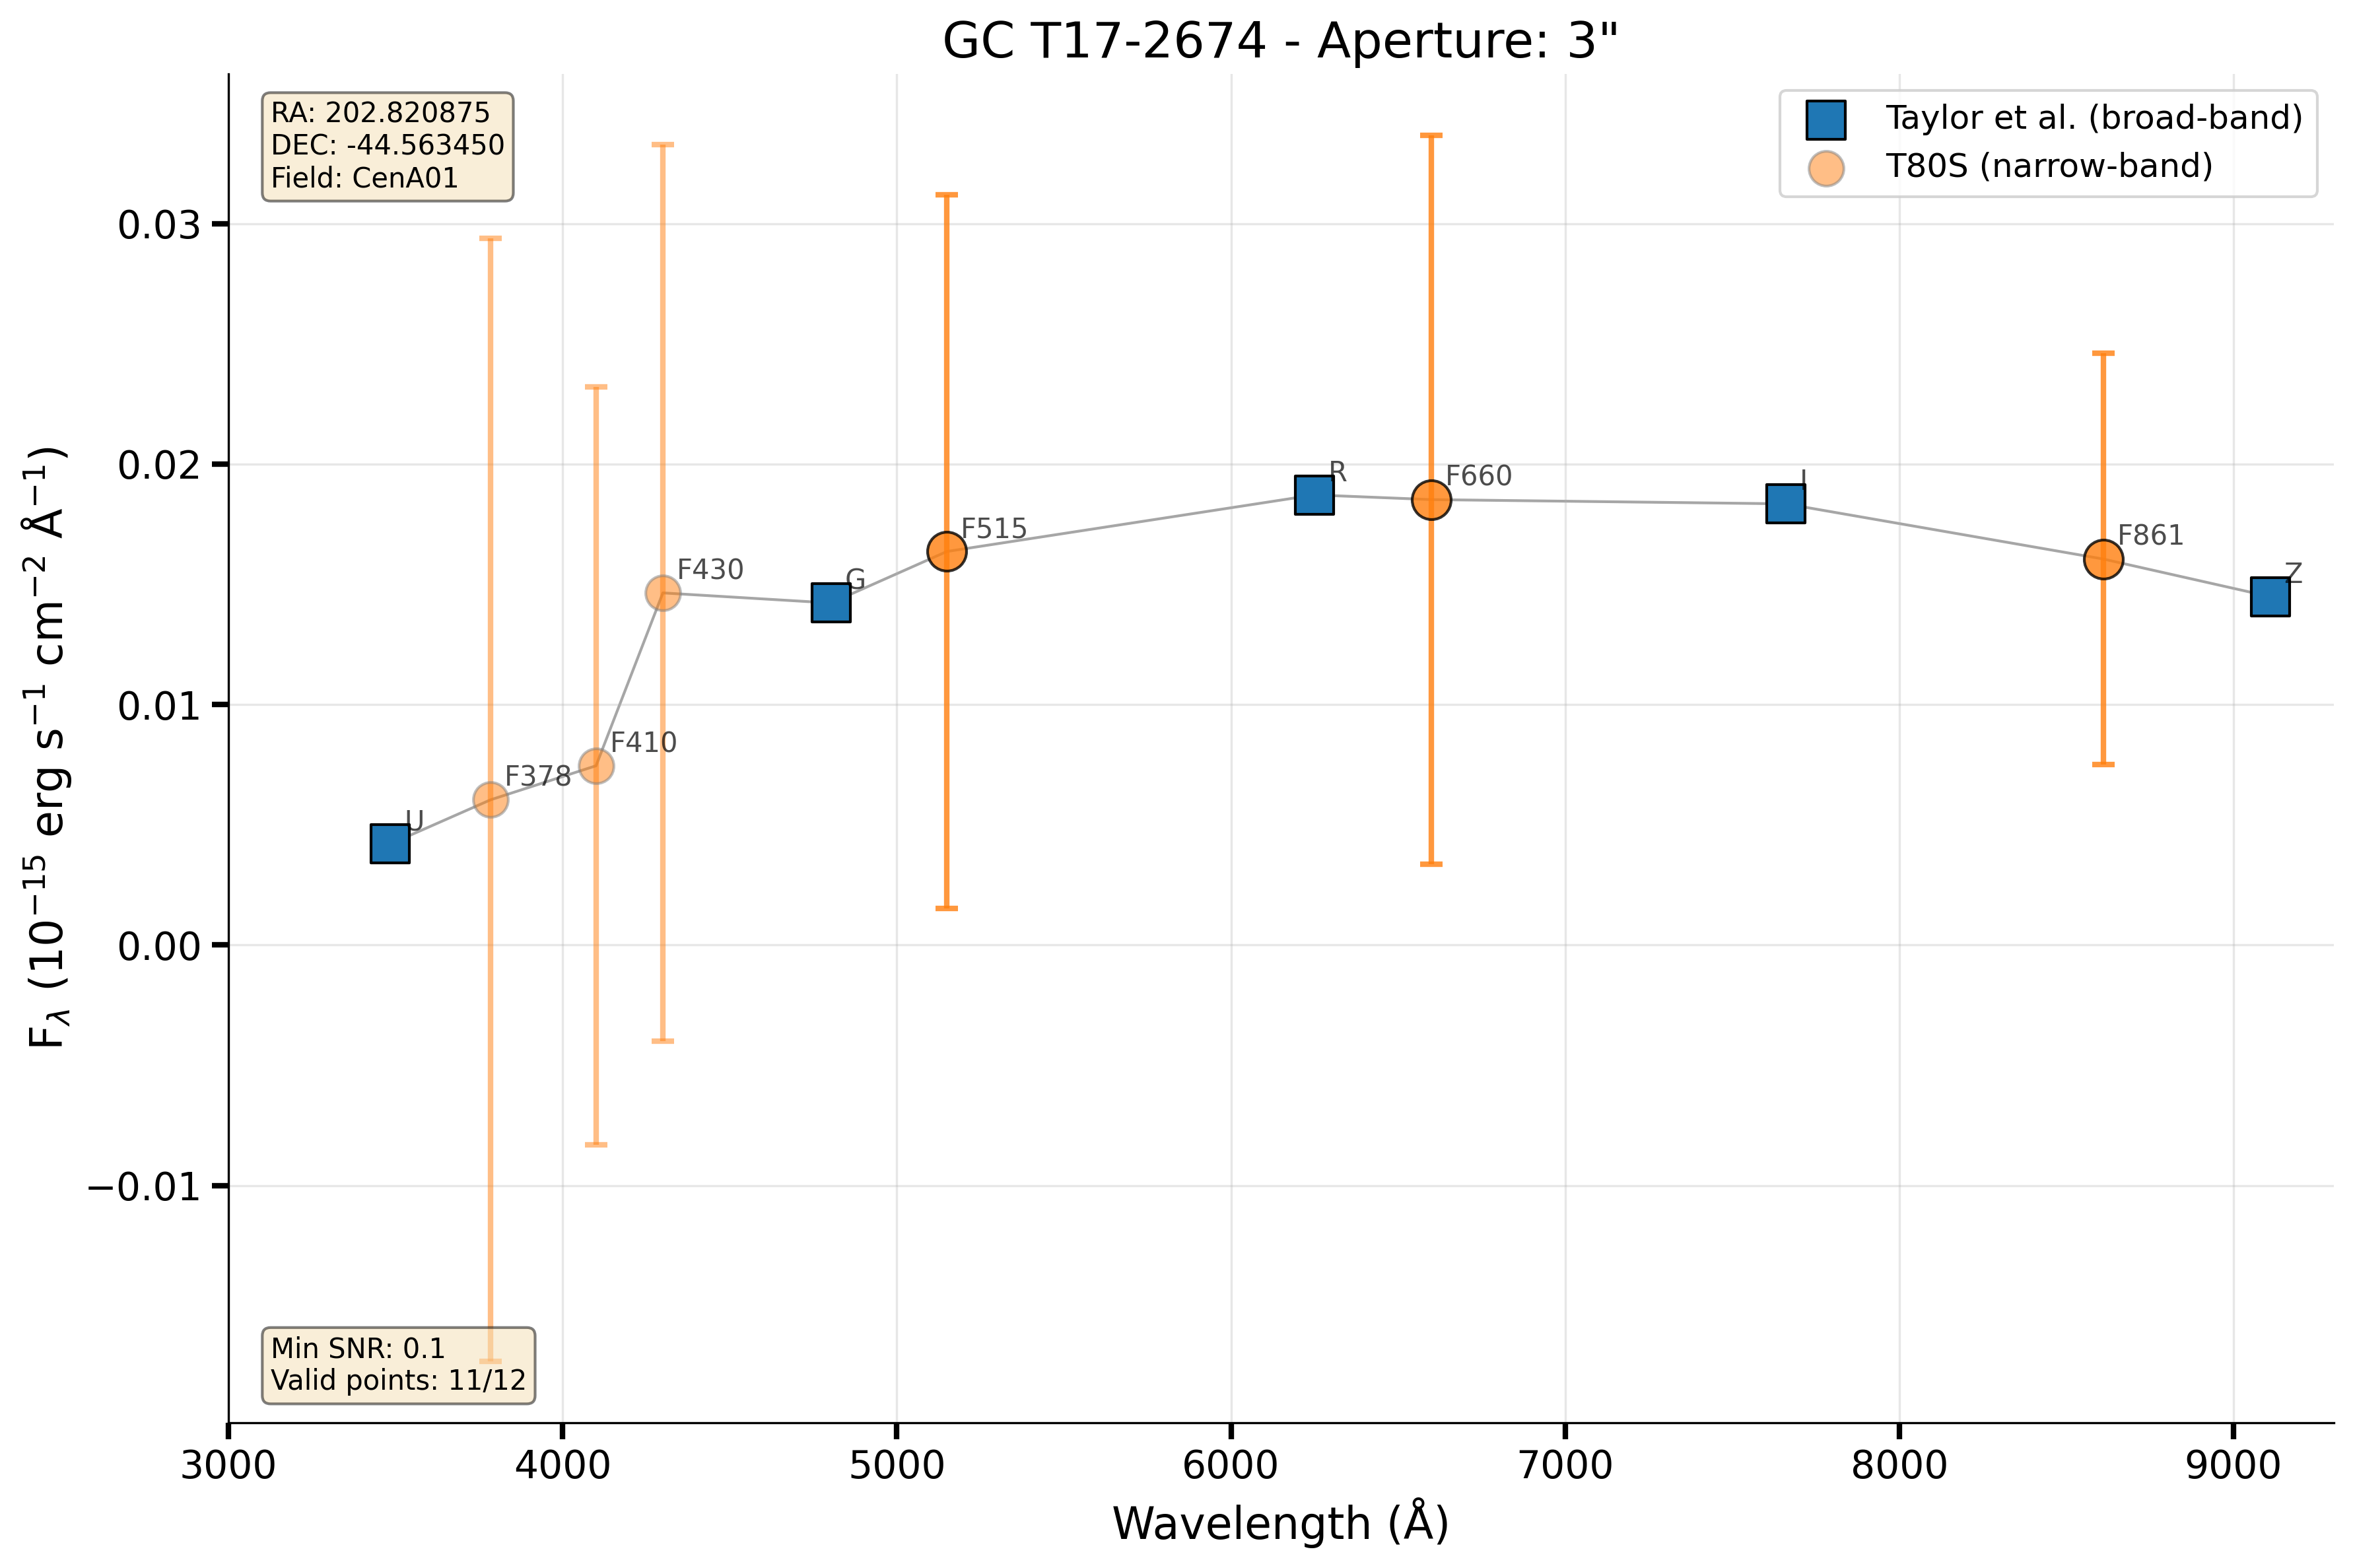 GC T17-2674 - Aperture: 3"
RA: 202.820875
DEC: -44.563450
Field: CenA01
Taylor et al. (broad-band)
T80S (narrow-band)
0.03
0.02
0.01
0.00
−0.01
F_λ (10⁻¹⁵ erg s⁻¹ cm⁻² Å⁻¹)
U
F378
F410
F430
G
F515
R
F660
I
F861
Z
Min SNR: 0.1
Valid points: 11/12
3000 4000 5000 6000 7000 8000 9000
Wavelength (Å)